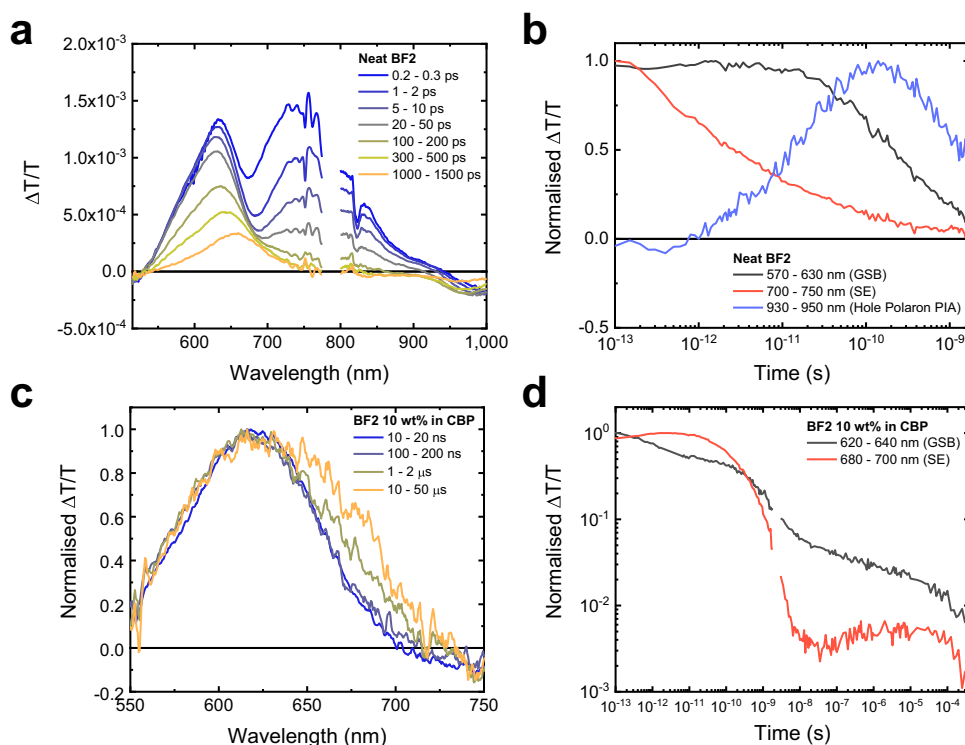 a
2.0x10-3
1.5x10-3
1.0x10-3
5.0x10-4
0.0
-5.0x10-4
ΔT/T
Neat BF2
0.2 - 0.3 ps
1 - 2 ps
5 - 10 ps
20 - 50 ps
100 - 200 ps
300 - 500 ps
1000 - 1500 ps
600 700 800 900 1,000
Wavelength (nm)
b
1.0
0.5
0.0
0.5
Normalised ΔT/T
Neat BF2
570 - 630 nm (GSB)
700 - 750 nm (SE)
930 - 950 nm (Hole Polaron PIA)
10-13 10-12 10-11 10-10 10-9
Time (s)
c
1.0
0.8
0.6
0.4
0.2
0.0
-0.2
Normalised ΔT/T
BF2 10 wt% in CBP
10 - 20 ns
100 - 200 ns
1 - 2 μs
10 - 50 μs
550 600 650 700 750
Wavelength (nm)
d
100
10-1
10-2
10-3
Normalised ΔT/T
BF2 10 wt% in CBP
620 - 640 nm (GSB)
680 - 700 nm (SE)
10-13 10-12 10-11 10-10 10-9 10-8 10-7 10-6 10-5 10-4
Time (s)